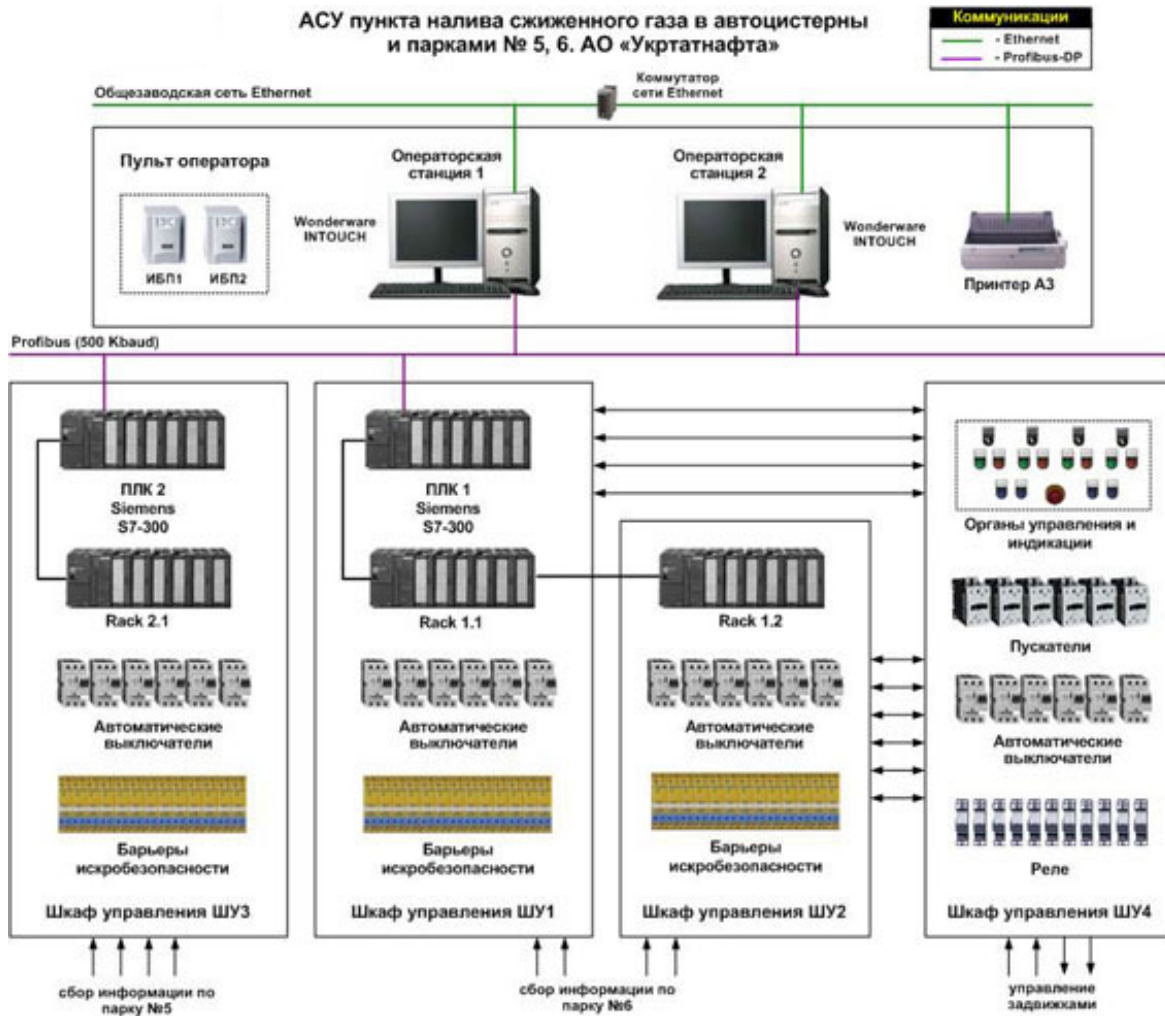 АСУ пункта налива сжиженного газа в автоцистерны
и парками № 5, 6. АО «Укртатнафта»
Коммуникации
- Ethernet
- Profibus-DP
Общезаводская сеть Ethernet
Коммутатор
сети Ethernet
Пульт оператора
ИБП1
ИБП2
Операторская
станция 1
Wonderware
INTOUCH
Операторская
станция 2
Wonderware
INTOUCH
Принтер А3
Profibus (500 Kbaud)
ПЛК 2
Siemens
S7-300
Rack 2.1
Автоматические
выключатели
Барьеры
искробезопасности
Шкаф управления ШУ3
сбор информации по
парку №5
ПЛК 1
Siemens
S7-300
Rack 1.1
Автоматические
выключатели
Барьеры
искробезопасности
Шкаф управления ШУ1
Rack 1.2
Автоматические
выключатели
Барьеры
искробезопасности
Шкаф управления ШУ2
сбор информации по
парку №6
Органы управления и
индикации
Пускатели
Автоматические
выключатели
Реле
Шкаф управления ШУ4
управление
задвижками